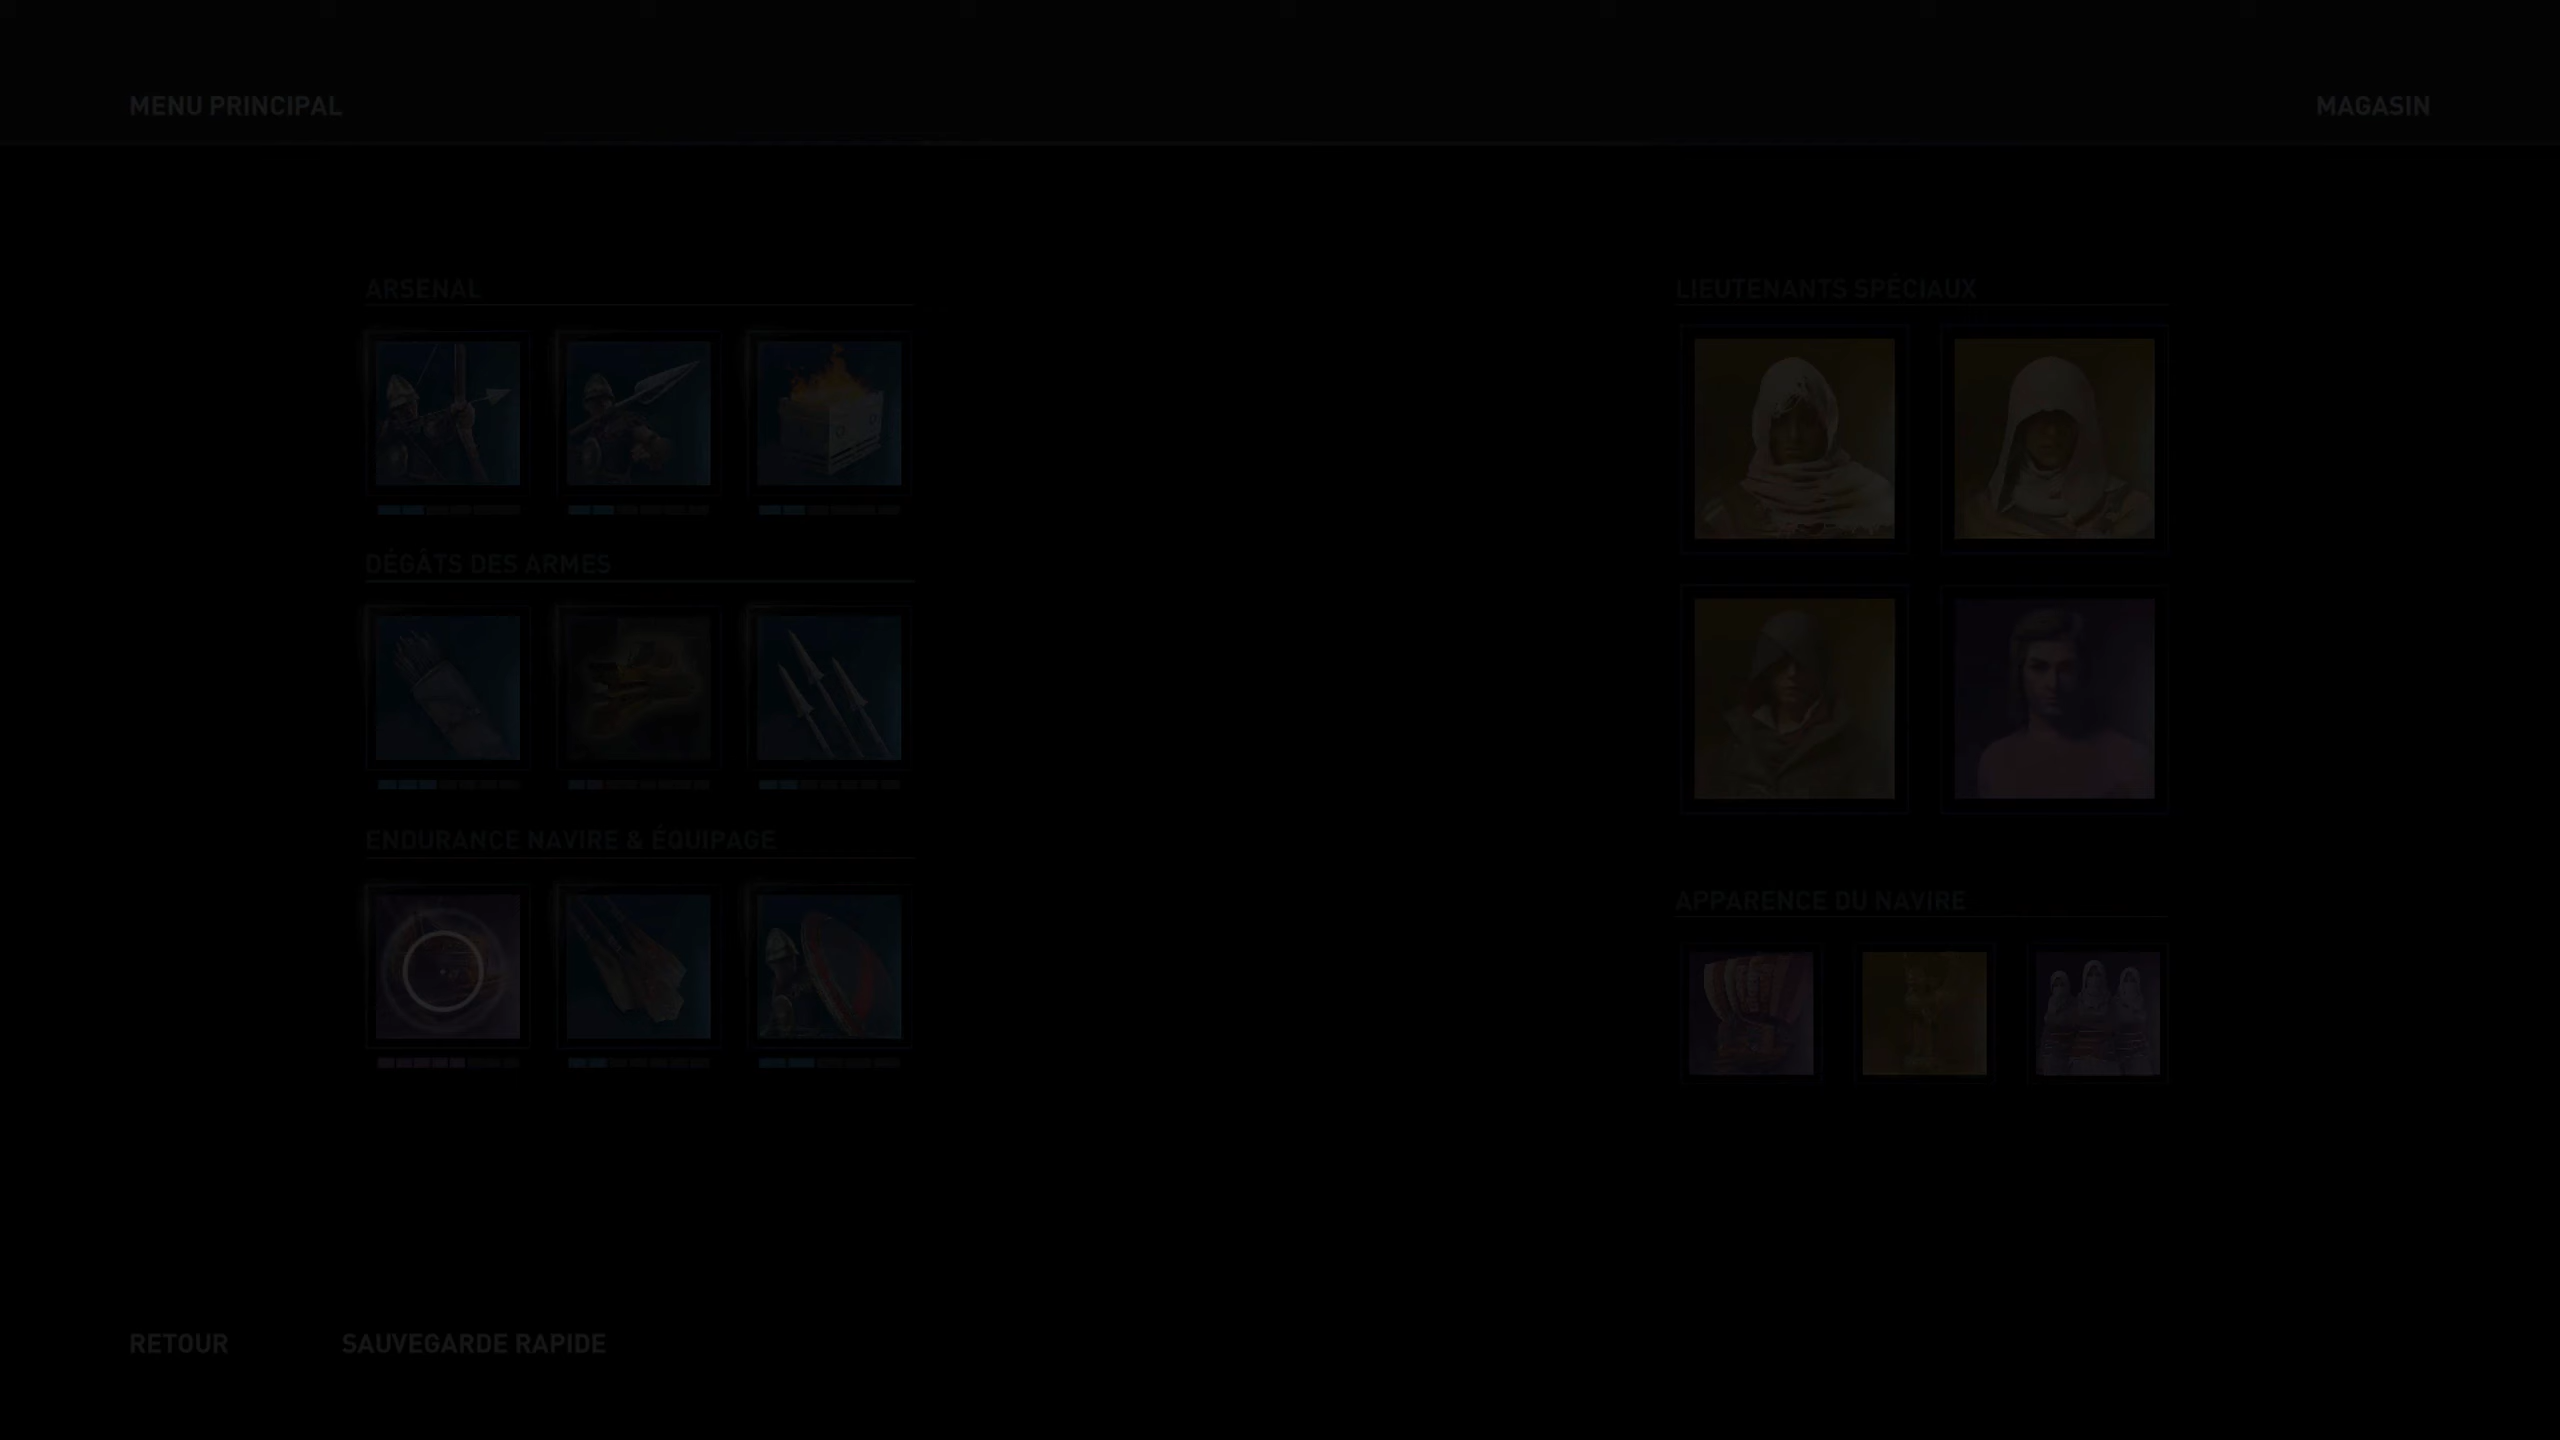 MENU PRINCIPAL
MAGASIN
ARSENAL
LIEUTENANTS SPÉCIAUX
DÉGÂTS DES ARMES
ENDURANCE NAVIRE & ÉQUIPAGE
APPARENCE DU NAVIRE
RETOUR
SAUVEGARDE RAPIDE